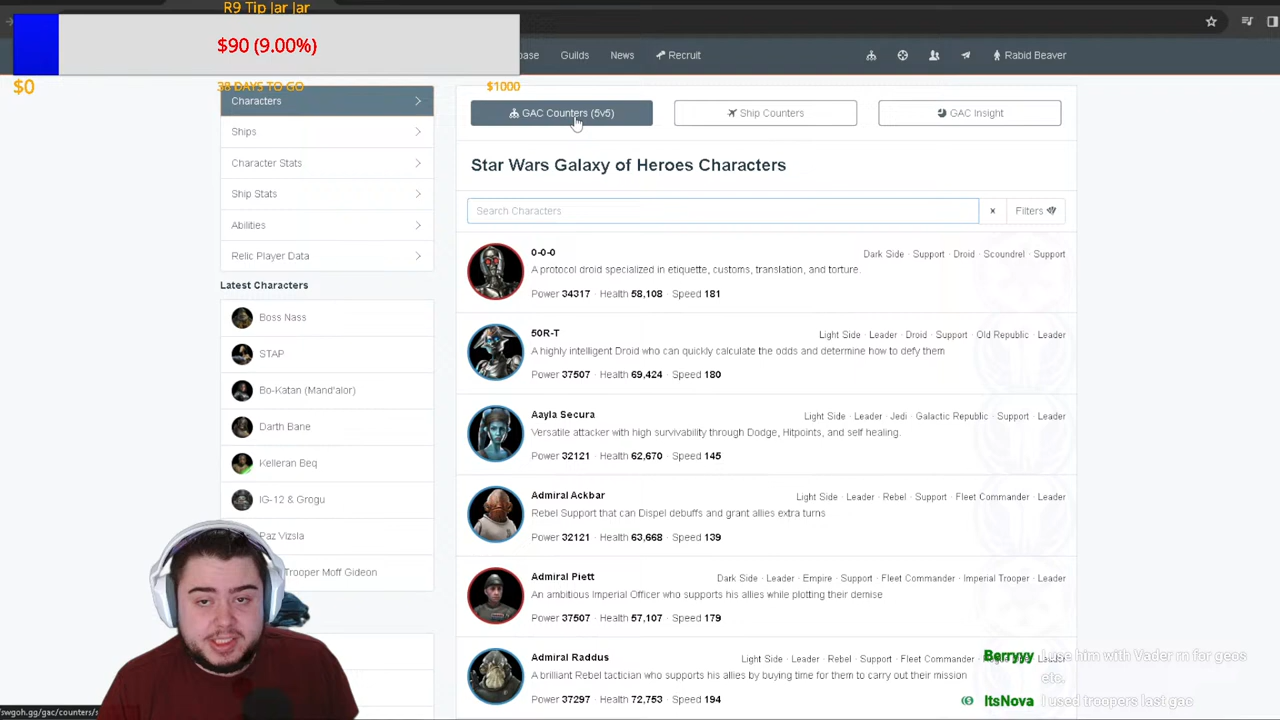 R9 Tip Jar Jar
$90 (9.00%)
$0
38 DAYS TO GO
$1000
base
Guilds
News
Recruit
Rabid Beaver
Characters
Ships
Character Stats
Ship Stats
Abilities
Relic Player Data
Latest Characters
Boss Nass
STAP
Bo-Katan (Mand'alor)
Darth Bane
Kelleran Beq
IG-12 & Grogu
Paz Vizsla
Trooper Moff Gideon
GAC Counters (5v5)
Ship Counters
GAC Insight
Star Wars Galaxy of Heroes Characters
Search Characters
×
Filters
0-0-0
Dark Side · Support · Droid · Scoundrel · Support
A protocol droid specialized in etiquette, customs, translation, and torture.
Power 34317 · Health 58,108 · Speed 181
50R-T
Light Side · Leader · Droid · Support · Old Republic · Leader
A highly intelligent Droid who can quickly calculate the odds and determine how to defy them
Power 37507 · Health 69,424 · Speed 180
Aayla Secura
Light Side · Leader · Jedi · Galactic Republic · Support · Leader
Versatile attacker with high survivability through Dodge, Hitpoints, and self healing.
Power 32121 · Health 62,670 · Speed 145
Admiral Ackbar
Light Side · Leader · Rebel · Support · Fleet Commander · Leader
Rebel Support that can Dispel debuffs and grant allies extra turns
Power 32121 · Health 63,668 · Speed 139
Admiral Piett
Dark Side · Leader · Empire · Support · Fleet Commander · Imperial Trooper · Leader
An ambitious Imperial Officer who supports his allies while plotting their demise
Power 37507 · Health 57,107 · Speed 179
Admiral Raddus
Light Side · Leader · Rebel · Support · Fleet Commander
A brilliant Rebel tactician who supports his allies by buying time for them to carry out their mission
Power 37297 · Health 72,753 · Speed 194
Berryyy I use him with Vader rn for geos
etc,
ItsNova I used troopers last gac
swgoh.gg/gac/counters/s